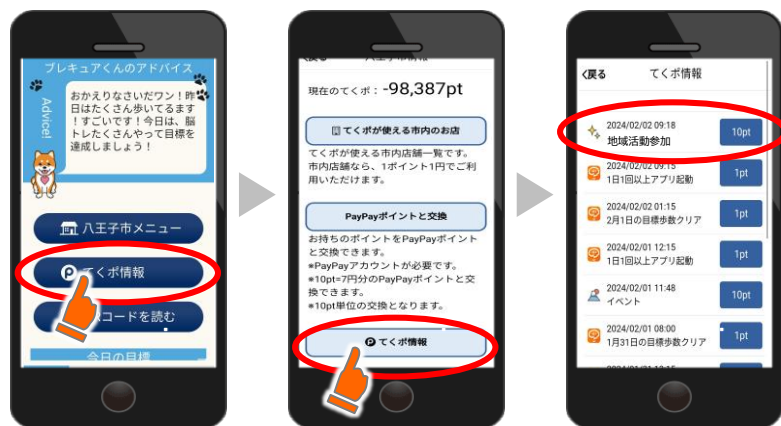 ブレキュアくんのアドバイス
Advice!
おかえりなさいだワン！昨
日はたくさん歩いてるます
！すごいです！今日は、脳
トレたくさんやって目標を
達成しましょう！
八王子市メニュー
てくポ情報
コードを読む
今日の目標
現在のてくポ：-98,387pt
てくポが使える市内のお店
てくポが使える市内店舗一覧です。
市内店舗なら、1ポイント1円でご利
用いただけます。
PayPayポイントと交換
お持ちのポイントをPayPayポイント
と交換できます。
※PayPayアカウントが必要です。
※10pt=7円分のPayPayポイントと交
換できます。
※10pt単位の交換となります。
てくポ情報
く戻る てくポ情報
2024/02/02 09:18
地域活動参加
10pt
2024/02/02 09:15
1日1回以上アプリ起動
1pt
2024/02/02 01:15
2月1日の目標歩数クリア
1pt
2024/02/01 12:15
1日1回以上アプリ起動
1pt
2024/02/01 11:48
イベント
10pt
2024/02/01 08:00
1月31日の目標歩数クリア
1pt